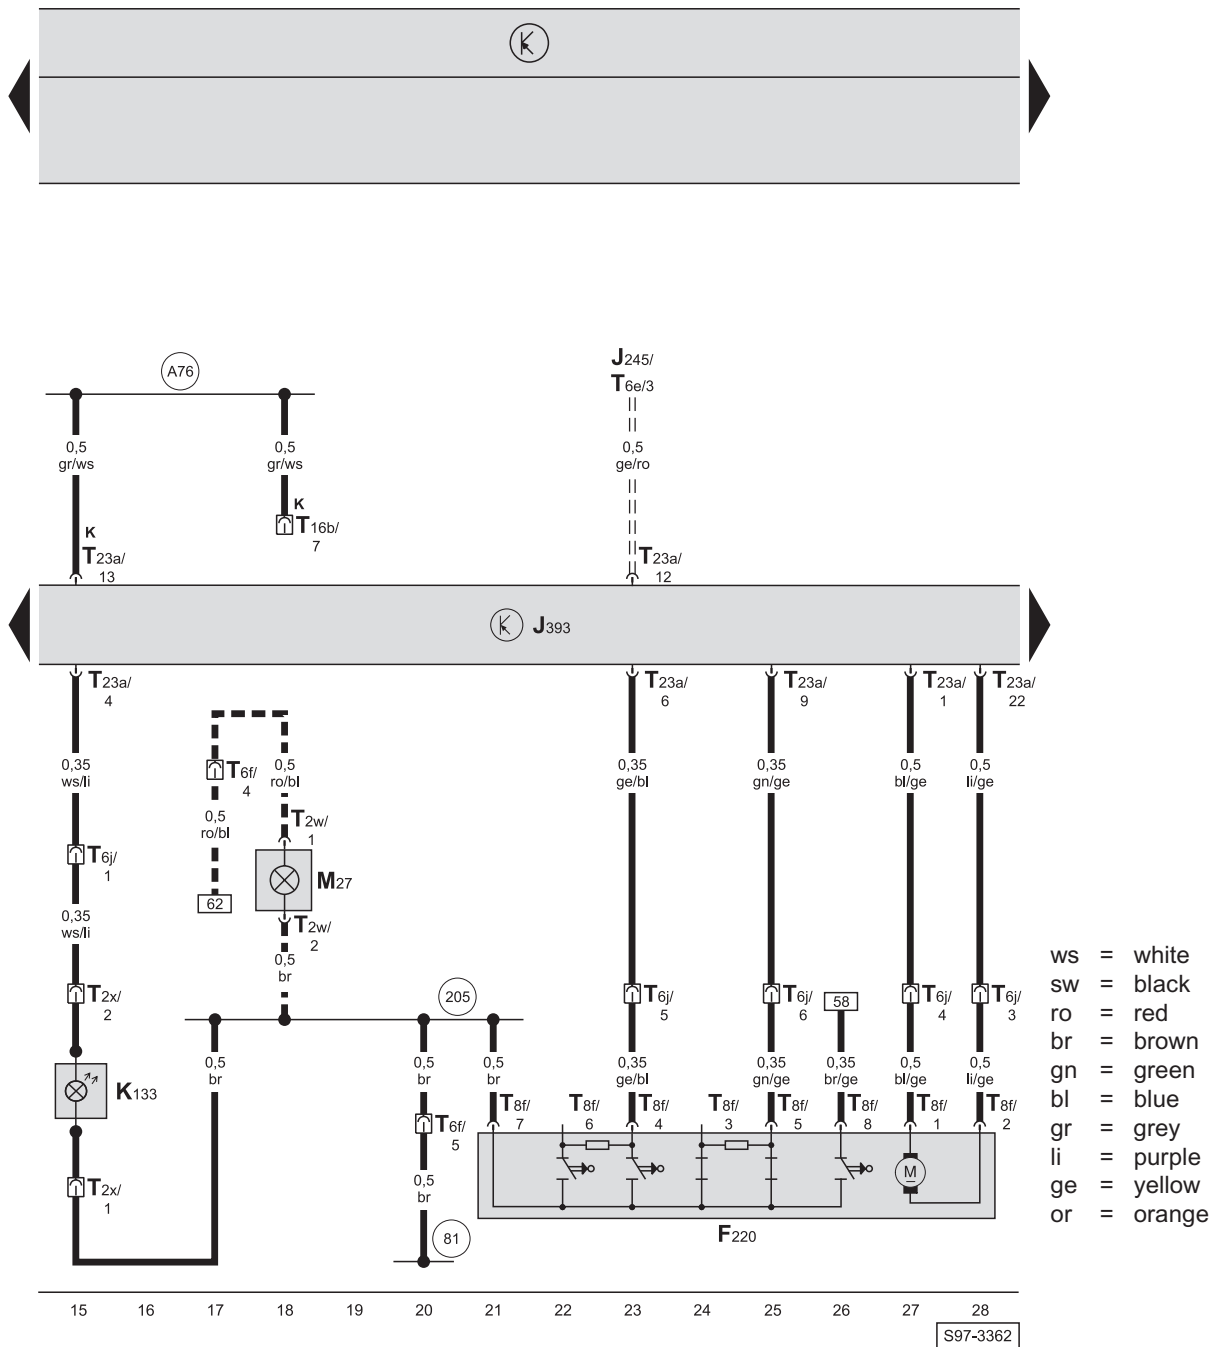 A76
J245/
T6e/3
0,5
gr/ws
0,5
gr/ws
0,5
ge/ro
K
T23a/
13
K
T16b/
7
T23a/
12
J393
T23a/
4
T23a/
6
T23a/
9
T23a/
1
T23a/
22
0,35
ws/li
T6f/
4
0,5
ro/bl
0,35
ge/bl
0,35
gn/ge
0,5
bl/ge
0,5
li/ge
0,5
ro/bl
T2w/
1
T6j/
1
M27
62
0,35
ws/li
T2w/
2
0,5
br
T2x/
2
205
T6j/
5
T6j/
6
58
T6j/
4
T6j/
3
0,5
br
0,5
br
0,5
br
0,35
ge/bl
0,35
gn/ge
0,35
br/ge
0,5
bl/ge
0,5
li/ge
K133
T6f/
5
T8f/
7
T8f/
6
T8f/
4
T8f/
3
T8f/
5
T8f/
8
T8f/
1
T8f/
2
M
T2x/
1
0,5
br
81
F220
15 16 17 18 19 20 21 22 23 24 25 26 27 28
S97-3362
ws = white
sw = black
ro = red
br = brown
gn = green
bl = blue
gr = grey
li = purple
ge = yellow
or = orange